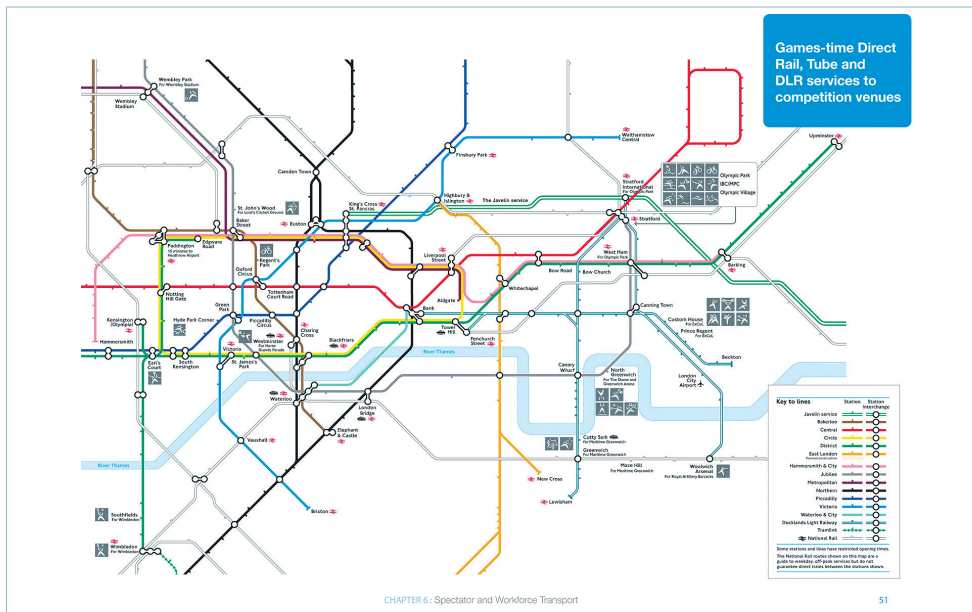 Games-time Direct
Rail, Tube and
DLR services to
competition venues
Wembley Park
For Wembley Stadium
Wembley
Stadium
Camden Town
Finsbury Park
Walthamstow
Central
Upminster
St. John's Wood
For Lord's Cricket Ground
King's Cross
St. Pancras
Highbury &
Islington
The Javelin service
Stratford
International
For Olympic Park
Olympic Park
IBC/MPC
Olympic Village
Stratford
Euston
Baker
Street
Paddington
15 minutes to
Heathrow Airport
Edgware
Road
Regent's
Park
Liverpool
Street
West Ham
For Olympic Park
Barking
Oxford
Circus
Bow Road
Bow Church
Whitechapel
Notting
Hill Gate
Tottenham
Court Road
Aldgate
Green
Park
Bank
Canning Town
Kensington
(Olympia)
Hyde Park Corner
Piccadilly
Circus
Charing
Cross
Tower
Hill
Custom House
For ExCeL
Prince Regent
For ExCeL
Hammersmith
Victoria
Westminster
For Horse
Guards Parade
Blackfriars
Fenchurch
Street
River Thames
Beckton
Earl's
Court
South
Kensington
St. James's
Park
Canary
Wharf
North
Greenwich
For The Dome and
Greenwich Arena
London
City
Airport
Waterloo
London
Bridge
Vauxhall
Elephant
& Castle
Cutty Sark
For Maritime Greenwich
Greenwich
For Maritime Greenwich
Maze Hill
For Maritime Greenwich
Woolwich
Arsenal
For Royal Artillery Barracks
River Thames
New Cross
Lewisham
Brixton
Southfields
For Wimbledon
Wimbledon
For Wimbledon
Key to lines
Station
Station
Interchange
Javelin service
Bakerloo
Central
Circle
District
East London
Hammersmith & City
Jubilee
Metropolitan
Northern
Piccadilly
Victoria
Waterloo & City
Docklands Light Railway
Tramlink
National Rail
Some stations and lines have restricted opening times.
The National Rail routes shown on this map are a
guide to weekday, off-peak services but do not
guarantee direct trains between the stations shown.
CHAPTER 6 : Spectator and Workforce Transport
51